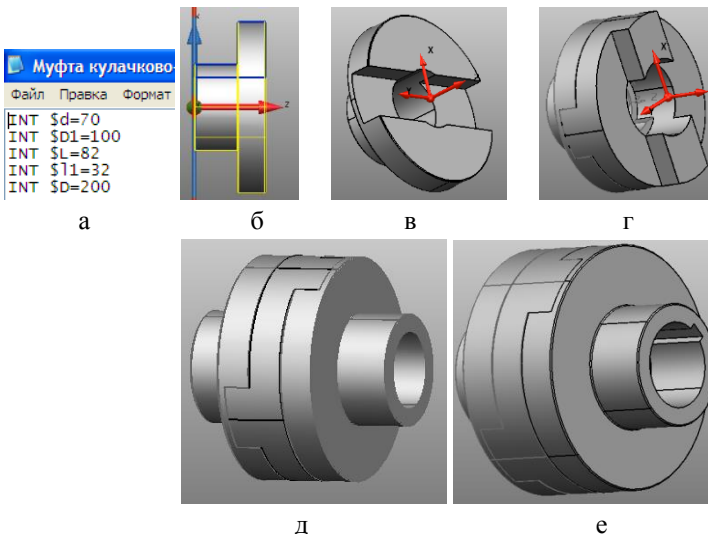 Муфта кулачково-
Файл Правка Формат
INT $d=70
INT $D1=100
INT $L=82
INT $l1=32
INT $D=200
а б в г
z
x
x
д е